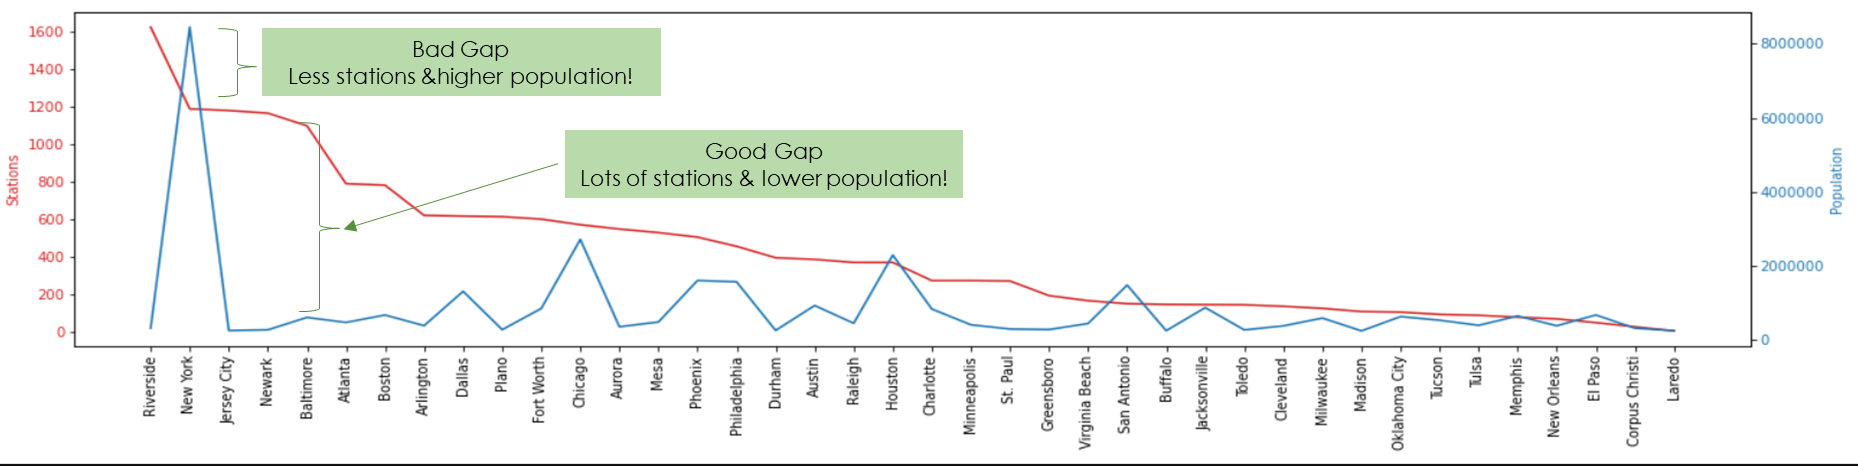 1600
1400
1200
1000
800
600
400
200
0
Stations
Bad Gap
Less stations &higher population!
Good Gap
Lots of stations & lower population!
8000000
6000000
4000000
2000000
0
Population
Riverside
New York
Jersey City
Newark
Baltimore
Atlanta
Boston
Arlington
Dallas
Plano
Fort Worth
Chicago
Aurora
Mesa
Phoenix
Philadelphia
Durham
Austin
Raleigh
Houston
Charlotte
Minneapolis
St. Paul
Greensboro
Virginia Beach
San Antonio
Buffalo
Jacksonville
Toledo
Cleveland
Milwaukee
Madison
Oklahoma City
Tucson
Tulsa
Memphis
New Orleans
El Paso
Corpus Christi
Laredo